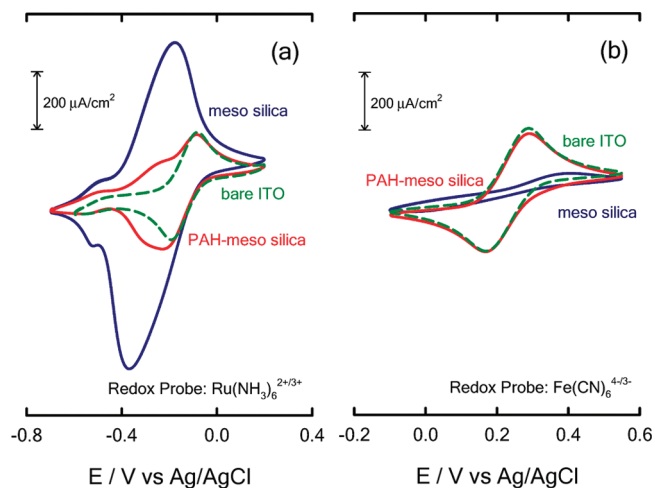 (a)
200 μA/cm²
meso silica
bare ITO
PAH-meso silica
Redox Probe: Ru(NH₃)₆²⁺/³⁺
-0.8 -0.4 0.0 0.4
E / V vs Ag/AgCl
(b)
200 μA/cm²
bare ITO
PAH-meso silica
meso silica
Redox Probe: Fe(CN)₆⁴⁻/³⁻
-0.2 0.0 0.2 0.4 0.6
E / V vs Ag/AgCl